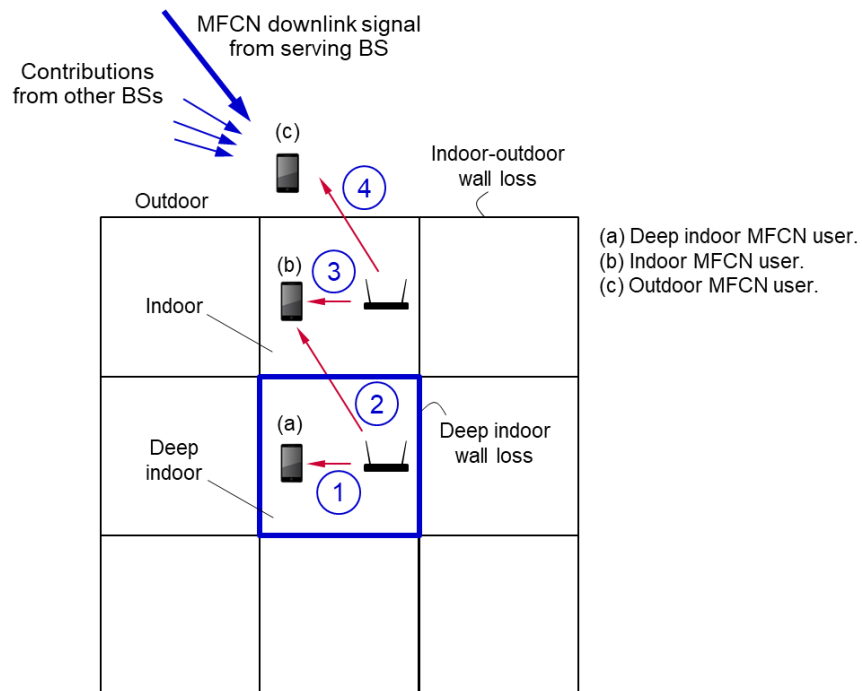 MFCN downlink signal
from serving BS
Contributions
from other BSs
(c)
Indoor-outdoor
wall loss
4
Outdoor
(a) Deep indoor MFCN user.
(b) Indoor MFCN user.
(c) Outdoor MFCN user.
(b)
3
Indoor
2
(a)
Deep indoor
wall loss
Deep
indoor
1